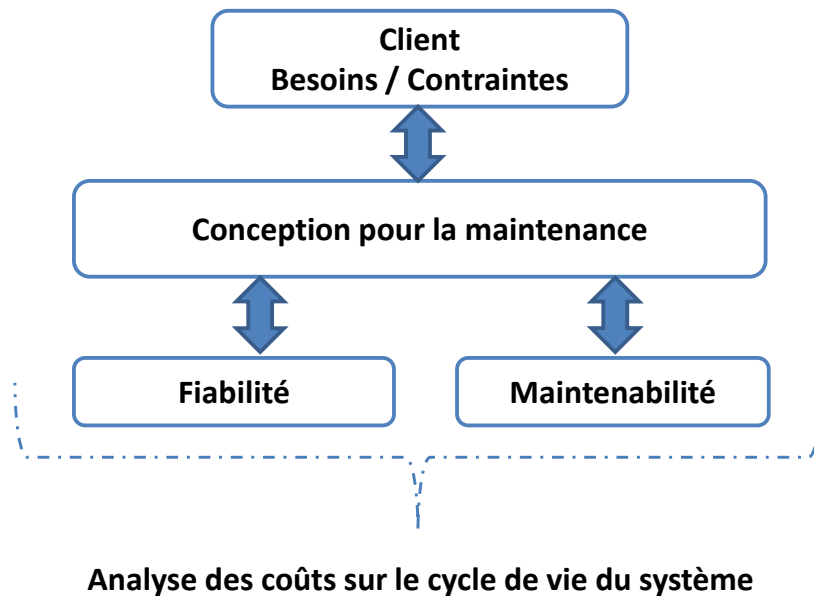 Client
Besoins / Contraintes
Conception pour la maintenance
Fiabilité
Maintenabilité
Analyse des coûts sur le cycle de vie du système